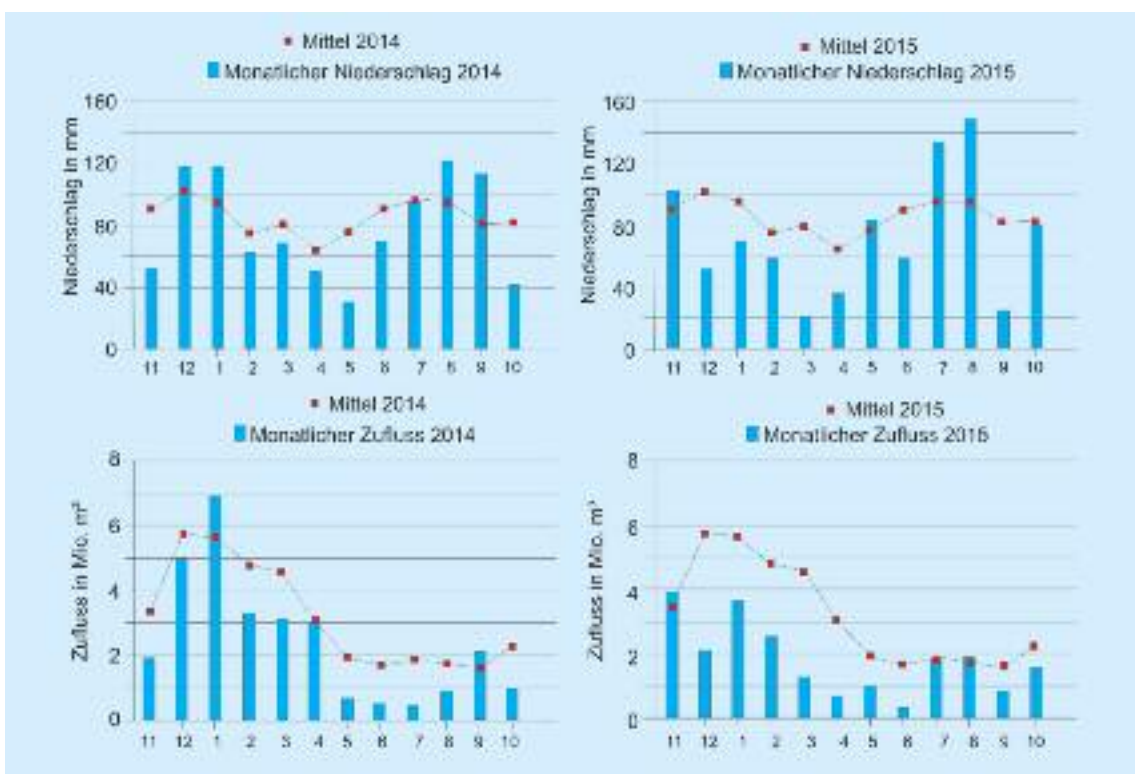 Mittel 2014
Monatlicher Niederschlag 2014
Niederschlag in mm
160
120
80
40
0
11 12 1 2 3 4 5 6 7 8 9 10
Mittel 2015
Monatlicher Niederschlag 2015
Niederschlag in mm
160
120
80
40
0
11 12 1 2 3 4 5 6 7 8 9 10
Mittel 2014
Monatlicher Zufluss 2014
Zufluss in Mio. m³
8
6
4
2
0
11 12 1 2 3 4 5 6 7 8 9 10
Mittel 2015
Monatlicher Zufluss 2015
Zufluss in Mio. m³
8
6
4
2
0
11 12 1 2 3 4 5 6 7 8 9 10